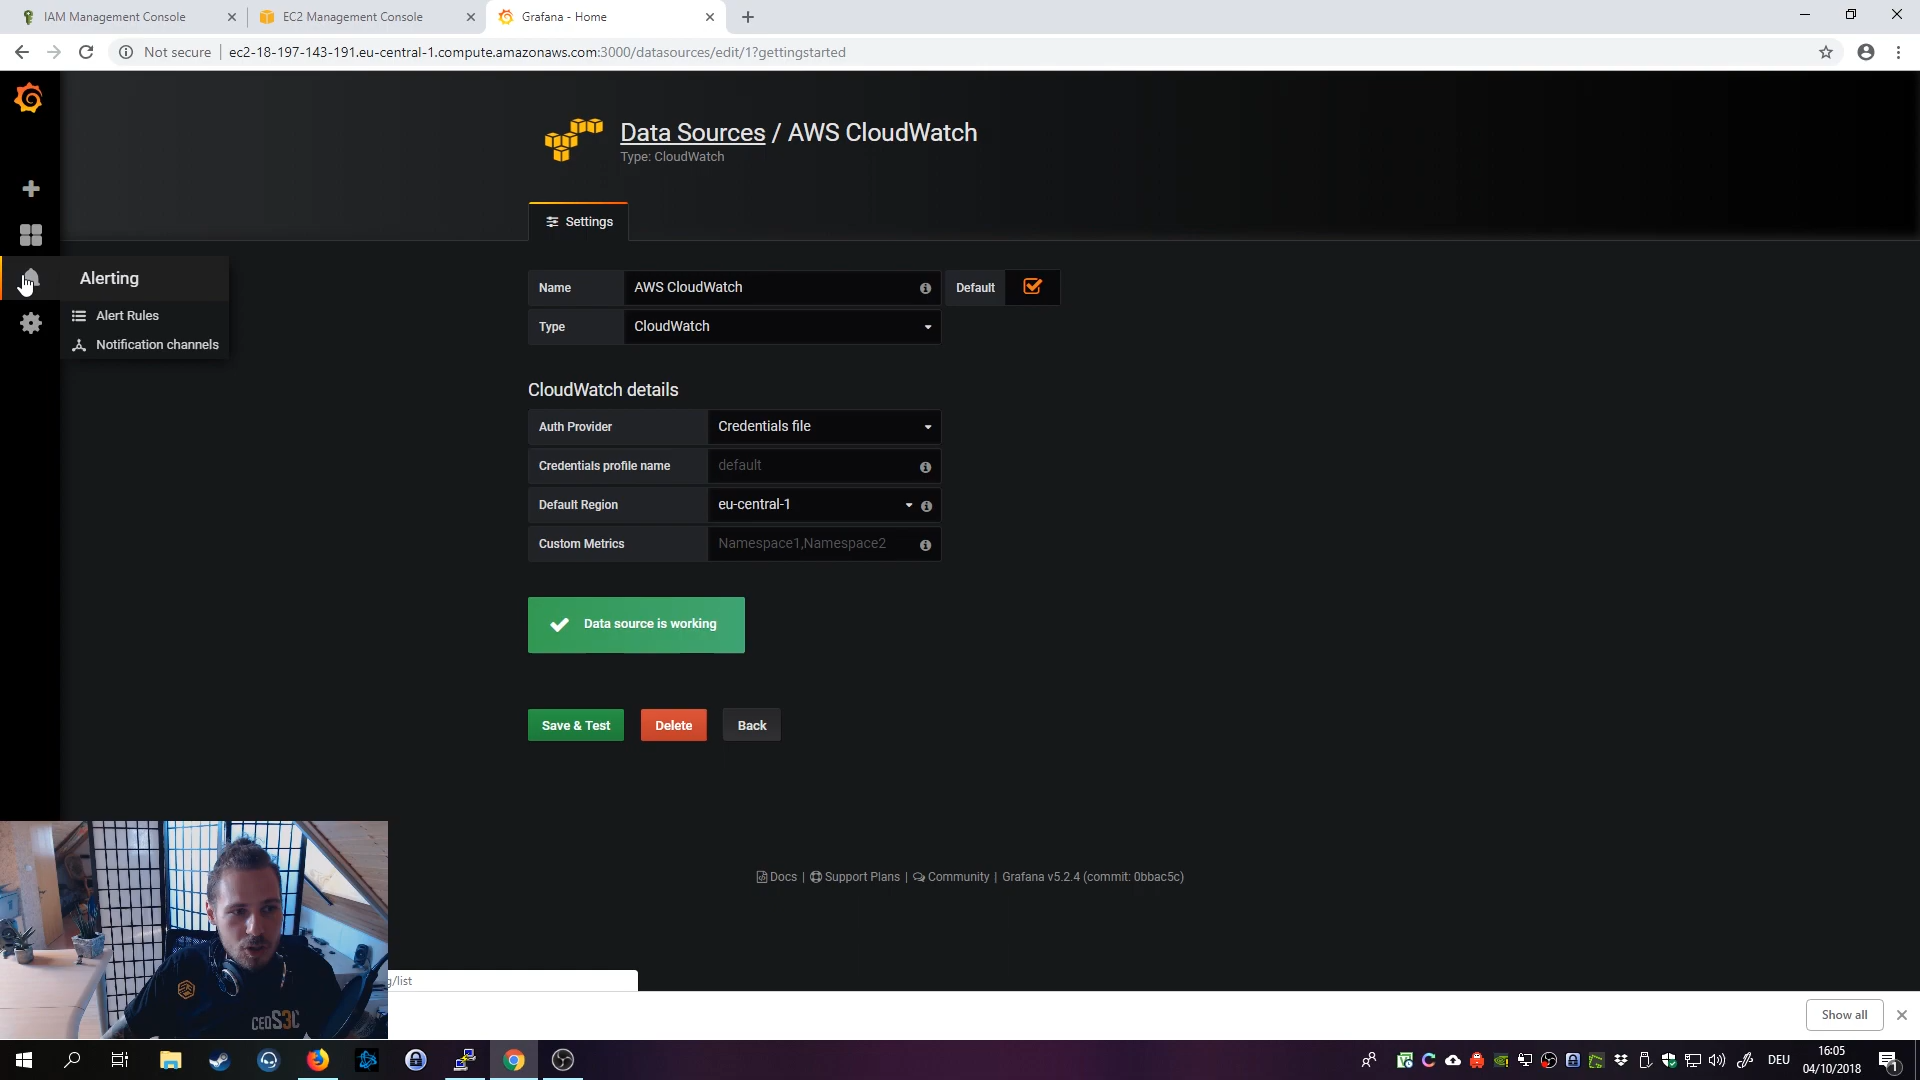 IAM Management Console
EC2 Management Console
Grafana - Home
Not secure
ec2-18-197-143-191.eu-central-1.compute.amazonaws.com:3000/datasources/edit/1?gettingstarted
Data Sources / AWS CloudWatch
Type: CloudWatch
Settings
Alerting
Alert Rules
Notification channels
Name
AWS CloudWatch
Default
Type
CloudWatch
CloudWatch details
Auth Provider
Credentials file
Credentials profile name
default
Default Region
eu-central-1
Custom Metrics
Namespace1,Namespace2
Data source is working
Save & Test
Delete
Back
Docs | Support Plans | Community | Grafana v5.2.4 (commit: 0bbac5c)
g/list
CEOS3C
Show all
DEU
16:05
04/10/2018
1